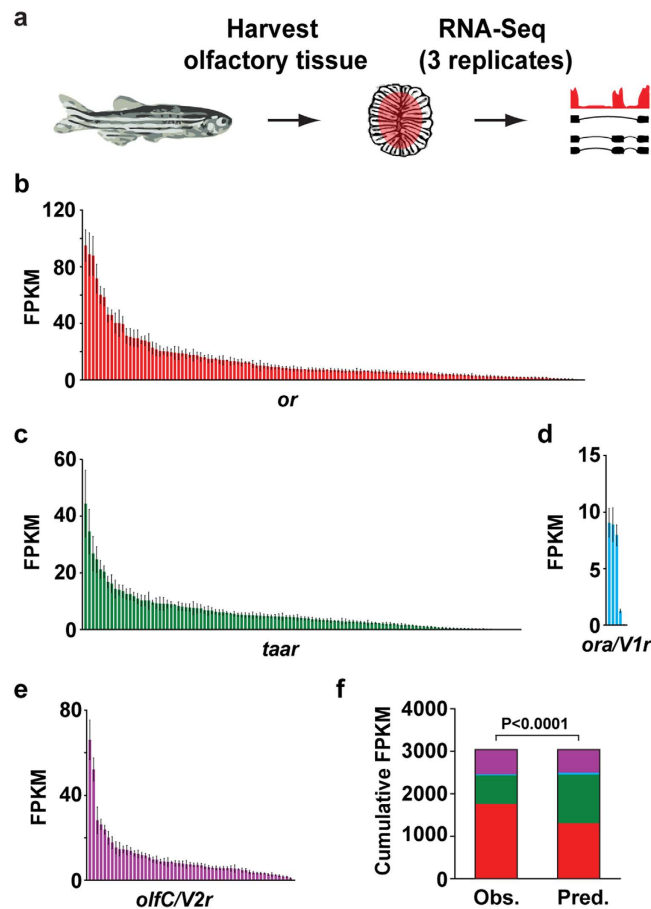 a
Harvest
olfactory tissue
RNA-Seq
(3 replicates)
b
FPKM
120
80
40
0
or
c
FPKM
60
40
20
0
taar
d
FPKM
15
10
5
0
ora/V1r
e
FPKM
80
40
0
olfC/V2r
f
Cumulative FPKM
4000
3000
2000
1000
0
P<0.0001
Obs.
Pred.